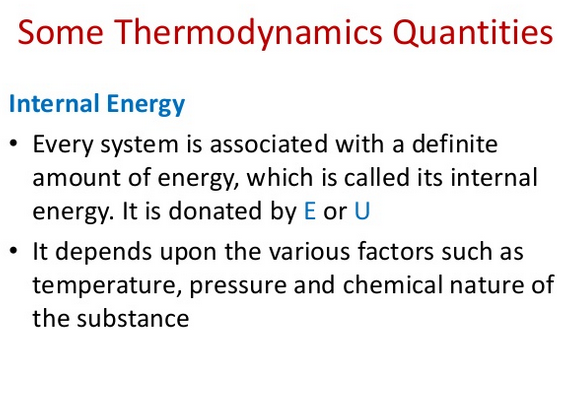 Some Thermodynamics Quantities
Internal Energy
• Every system is associated with a definite
amount of energy, which is called its internal
energy. It is donated by E or U
• It depends upon the various factors such as
temperature, pressure and chemical nature of
the substance